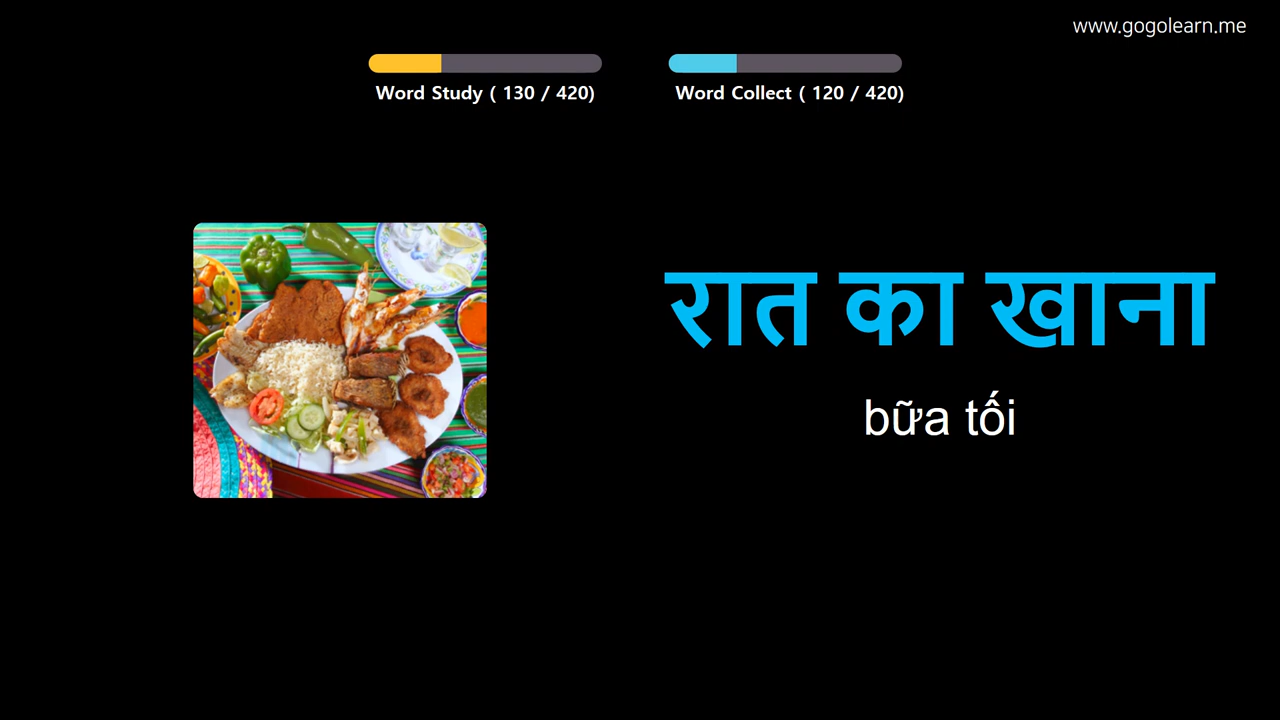 www.gogolearn.me
Word Study ( 130 / 420)
Word Collect ( 120 / 420)
रात का खाना
bữa tối